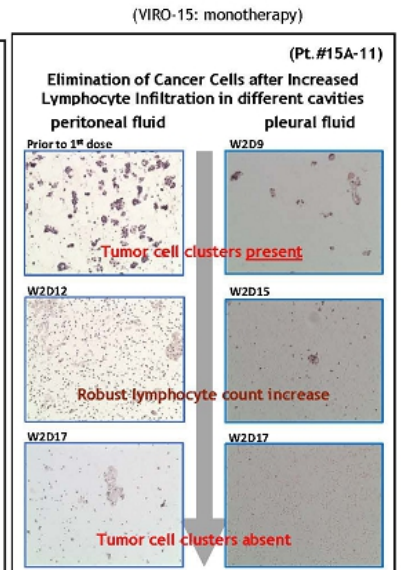 (VIRO-15: monotherapy)
(Pt.#15A-11)
Elimination of Cancer Cells after Increased
Lymphocyte Infiltration in different cavities
peritoneal fluid pleural fluid
Prior to 1st dose W2D9
Tumor cell clusters present
W2D12 W2D15
Robust lymphocyte count increase
W2D17 W2D17
Tumor cell clusters absent